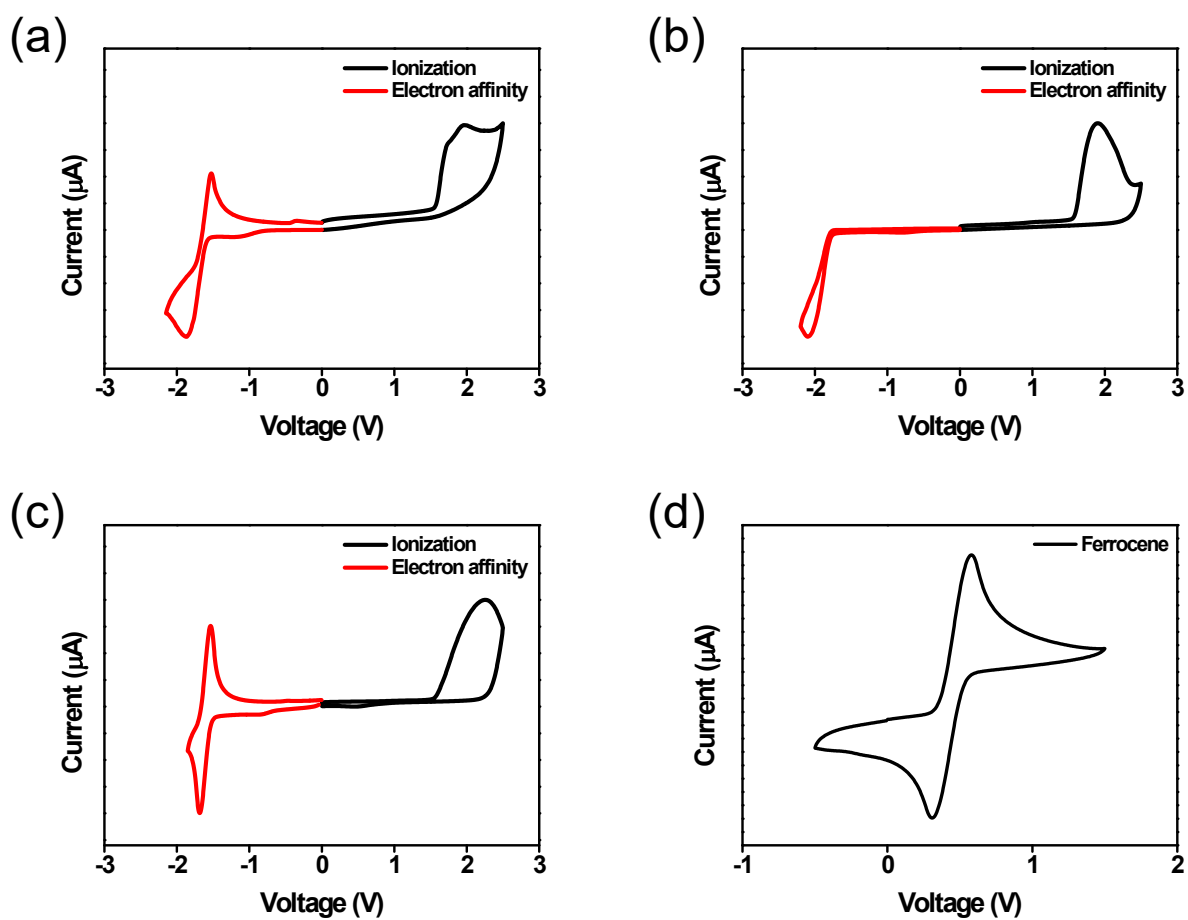 (a)
Ionization
Electron affinity
Current (μA)
-3 -2 -1 0 1 2 3
Voltage (V)
(b)
Ionization
Electron affinity
Current (μA)
-3 -2 -1 0 1 2 3
Voltage (V)
(c)
Ionization
Electron affinity
Current (μA)
-3 -2 -1 0 1 2 3
Voltage (V)
(d)
Ferrocene
Current (μA)
-1 0 1 2
Voltage (V)